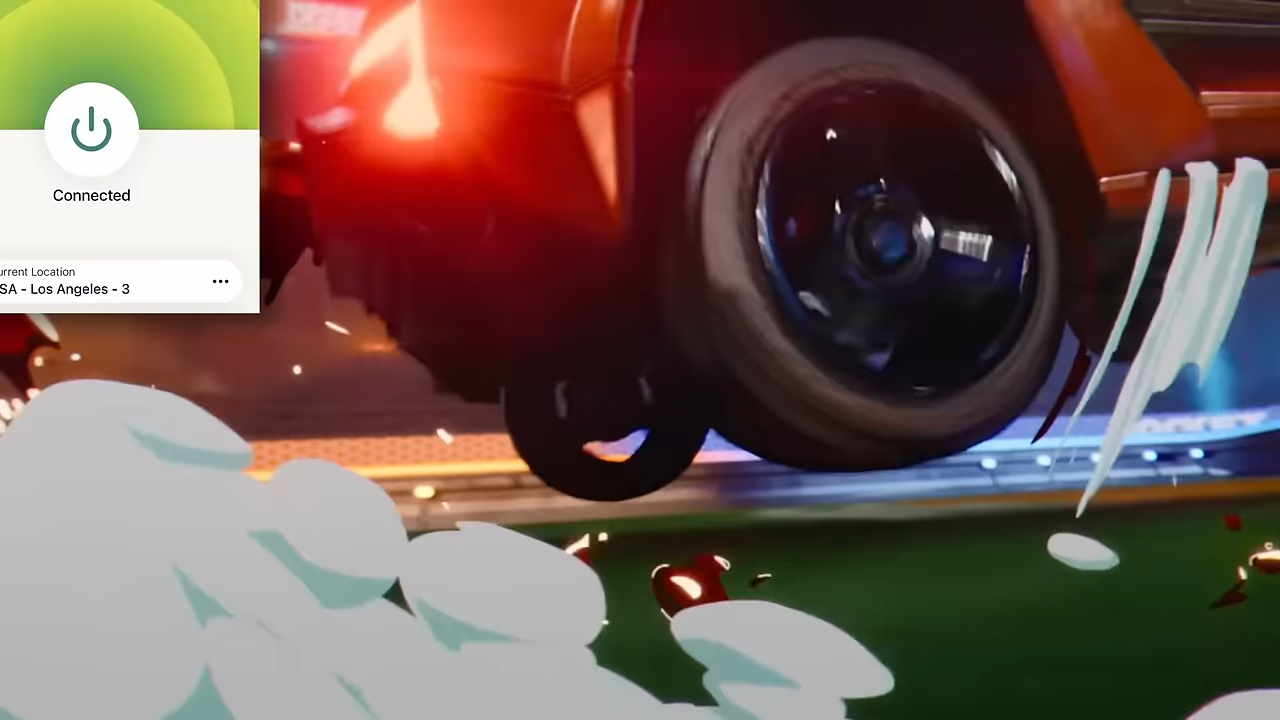 Connected
urrent Location
SA - Los Angeles - 3